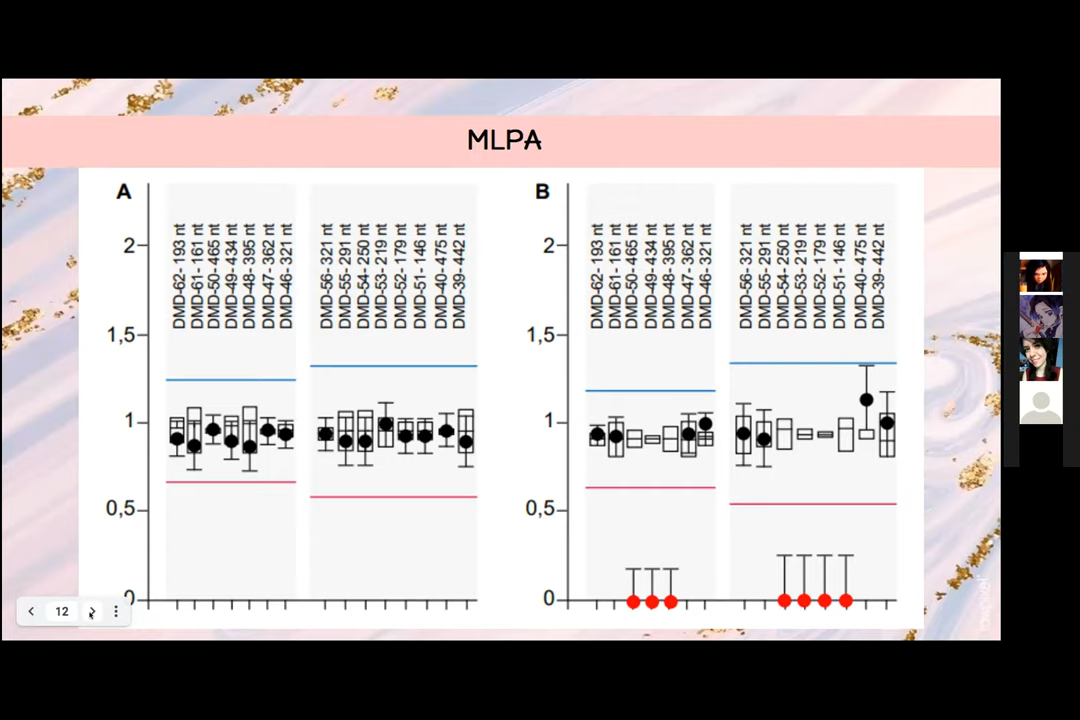 MLPA
A
B
2
1,5
1
0,5
0
DMD-62- 193 nt
DMD-61- 161 nt
DMD-50- 465 nt
DMD-49- 434 nt
DMD-48- 395 nt
DMD-47- 362 nt
DMD-46- 321 nt
DMD-56- 321 nt
DMD-55- 291 nt
DMD-54- 250 nt
DMD-53- 219 nt
DMD-52- 179 nt
DMD-51- 146 nt
DMD-40- 475 nt
DMD-39- 442 nt
2
1,5
1
0,5
0
DMD-62- 193 nt
DMD-61- 161 nt
DMD-50- 465 nt
DMD-49- 434 nt
DMD-48- 395 nt
DMD-47- 362 nt
DMD-46- 321 nt
DMD-56- 321 nt
DMD-55- 291 nt
DMD-54- 250 nt
DMD-53- 219 nt
DMD-52- 179 nt
DMD-51- 146 nt
DMD-40- 475 nt
DMD-39- 442 nt
12